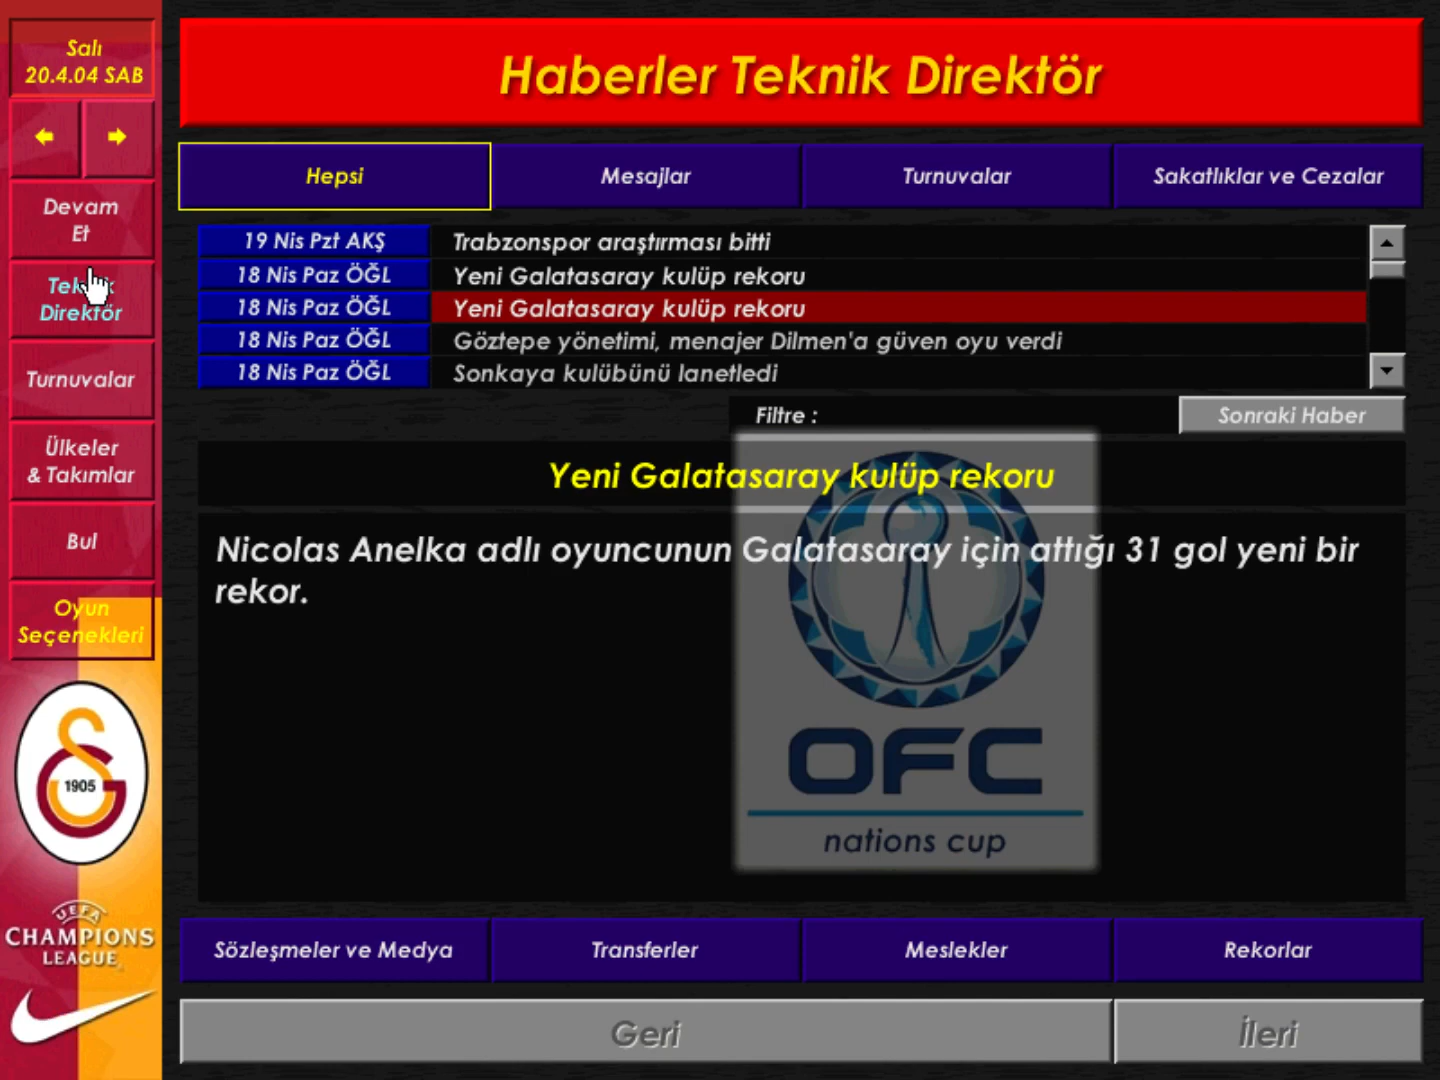 Salı
20.4.04 SAB
Devam
Et
Teknik
Direktör
Turnuvalar
Ülkeler
& Takımlar
Bul
Oyun
Seçenekleri
1905
UEFA
CHAMPIONS
LEAGUE
Haberler Teknik Direktör
Hepsi Mesajlar Turnuvalar Sakatlıklar ve Cezalar
19 Nis Pzt AKŞ Trabzonspor araştırması bitti
18 Nis Paz ÖĞL Yeni Galatasaray kulüp rekoru
18 Nis Paz ÖĞL Yeni Galatasaray kulüp rekoru
18 Nis Paz ÖĞL Göztepe yönetimi, menajer Dilmen'a güven oyu verdi
18 Nis Paz ÖĞL Sonkaya kulübünü lanetledi
Filtre : Sonraki Haber
Yeni Galatasaray kulüp rekoru
Nicolas Anelka adlı oyuncunun Galatasaray için attığı 31 gol yeni bir
rekor.
OFC
nations cup
Sözleşmeler ve Medya Transferler Meslekler Rekorlar
Geri İleri